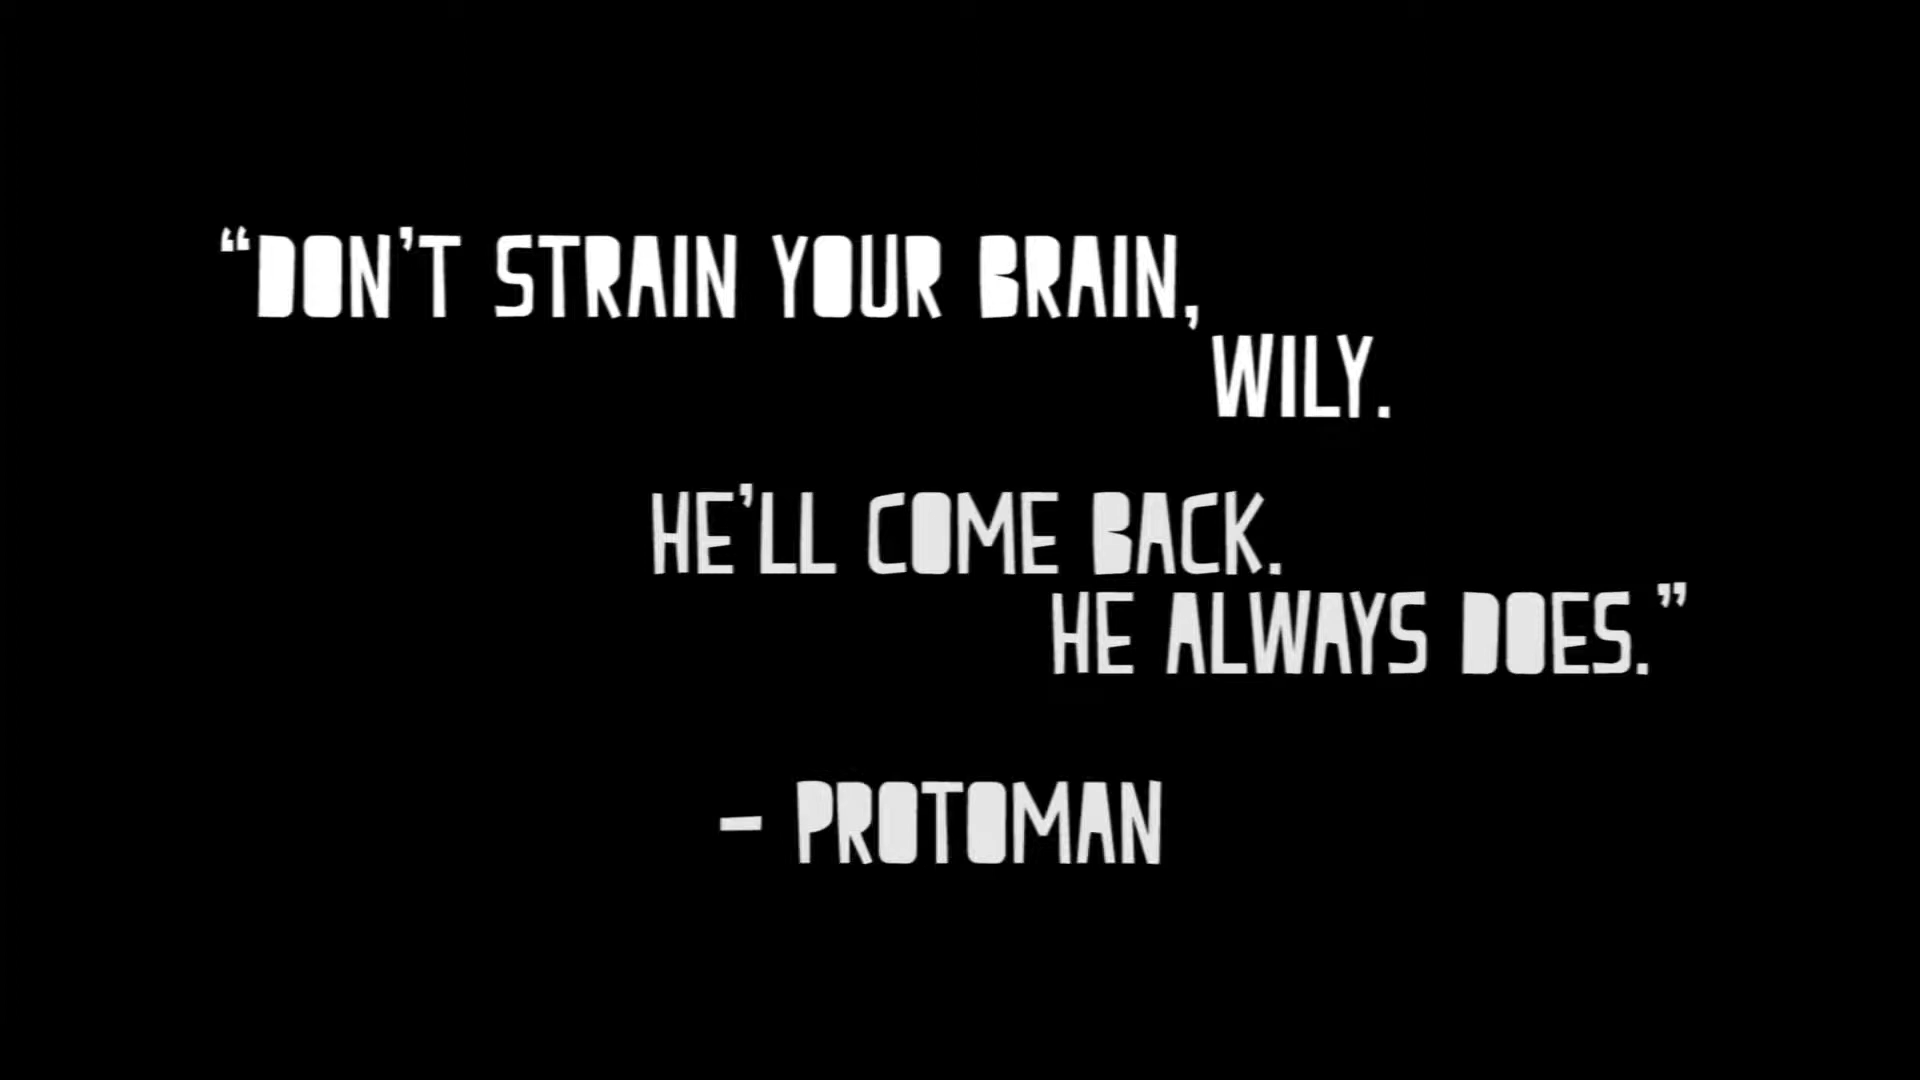 “DON’T STRAIN YOUR BRAIN,
WILY.
HE’LL COME BACK.
HE ALWAYS DOES.”
– PROTOMAN